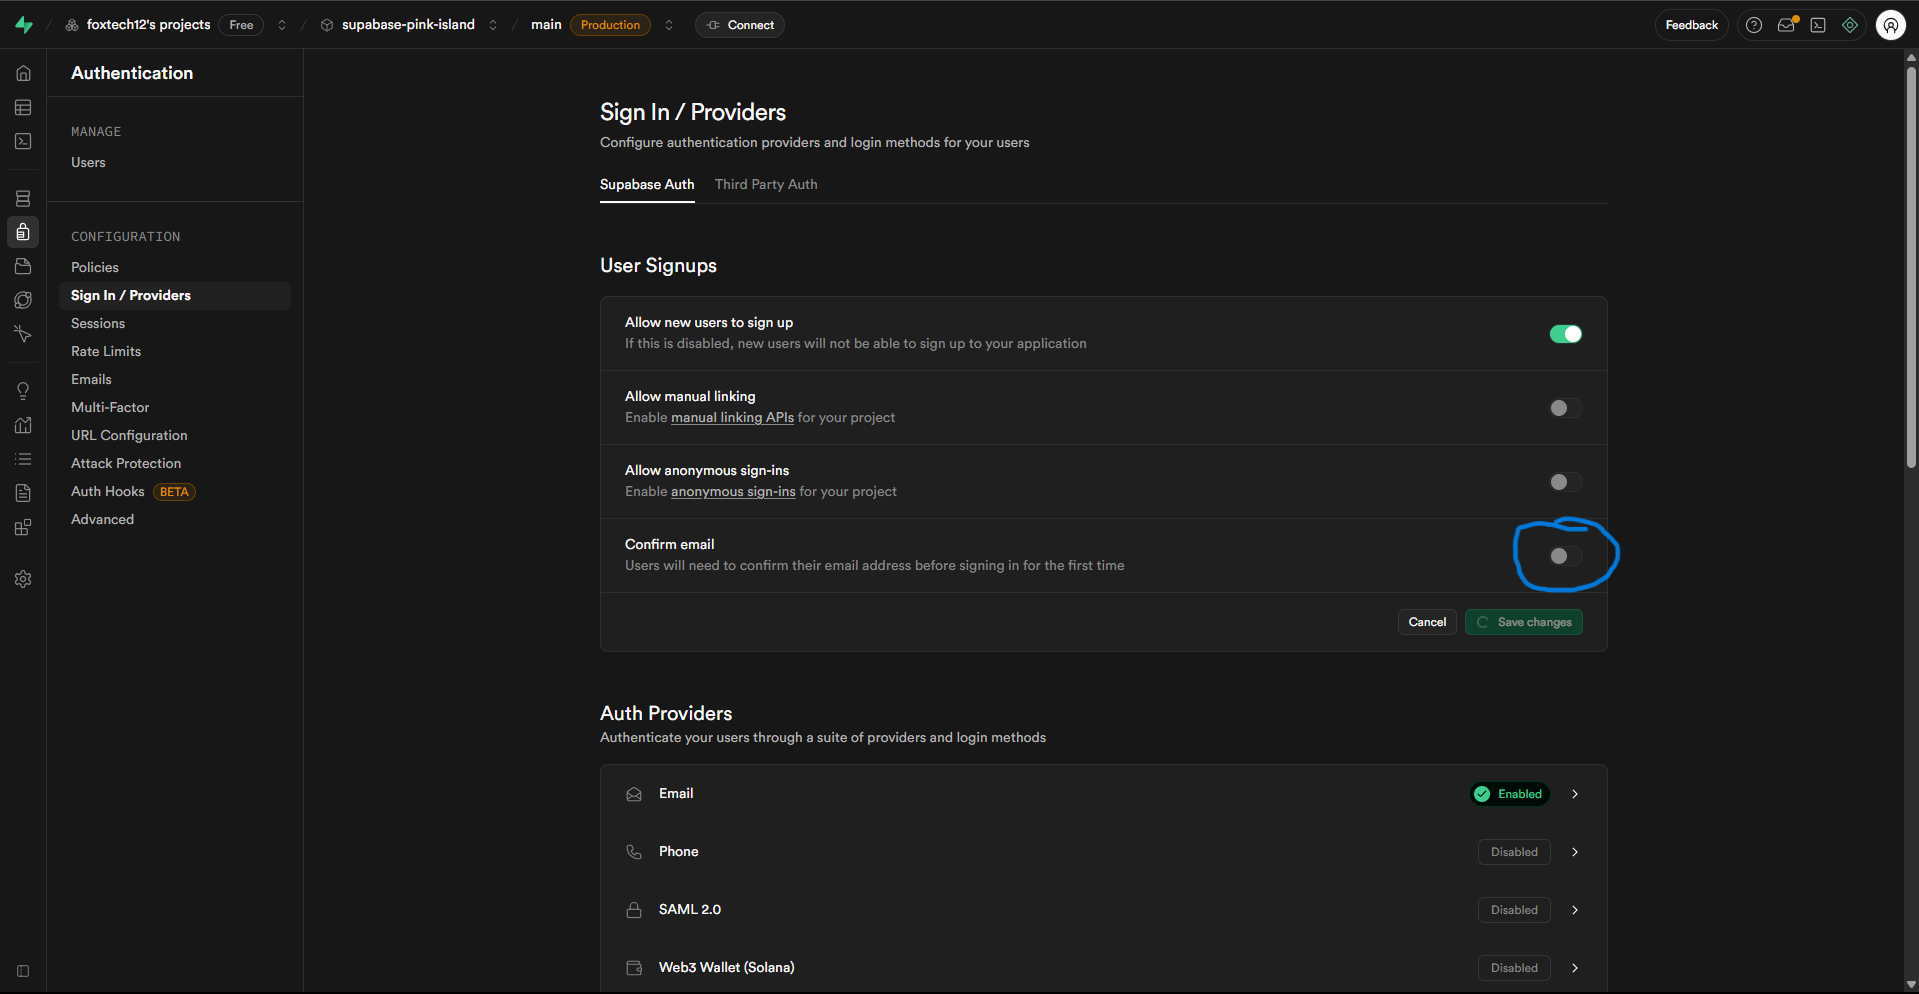 foxtech12's projects Free supabase-pink-island main Production Connect Feedback
Authentication
MANAGE
Users
CONFIGURATION
Policies
Sign In / Providers
Sessions
Rate Limits
Emails
Multi-Factor
URL Configuration
Attack Protection
Auth Hooks BETA
Advanced
Sign In / Providers
Configure authentication providers and login methods for your users
Supabase Auth Third Party Auth
User Signups
Allow new users to sign up
If this is disabled, new users will not be able to sign up to your application
Allow manual linking
Enable manual linking APIs for your project
Allow anonymous sign-ins
Enable anonymous sign-ins for your project
Confirm email
Users will need to confirm their email address before signing in for the first time
Cancel Save changes
Auth Providers
Authenticate your users through a suite of providers and login methods
Email Enabled
Phone Disabled
SAML 2.0 Disabled
Web3 Wallet (Solana) Disabled